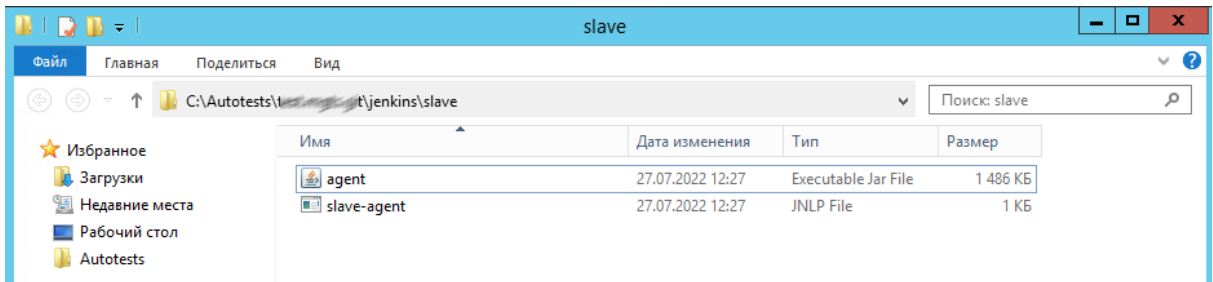 slave
Файл Главная Поделиться Вид
C:\Autotests\t\jenkins\slave Поиск: slave
Имя Дата изменения Тип Размер
Избранное
Загрузки
Недавние места
Рабочий стол
Autotests
agent 27.07.2022 12:27 Executable Jar File 1 486 КБ
slave-agent 27.07.2022 12:27 JNLP File 1 КБ